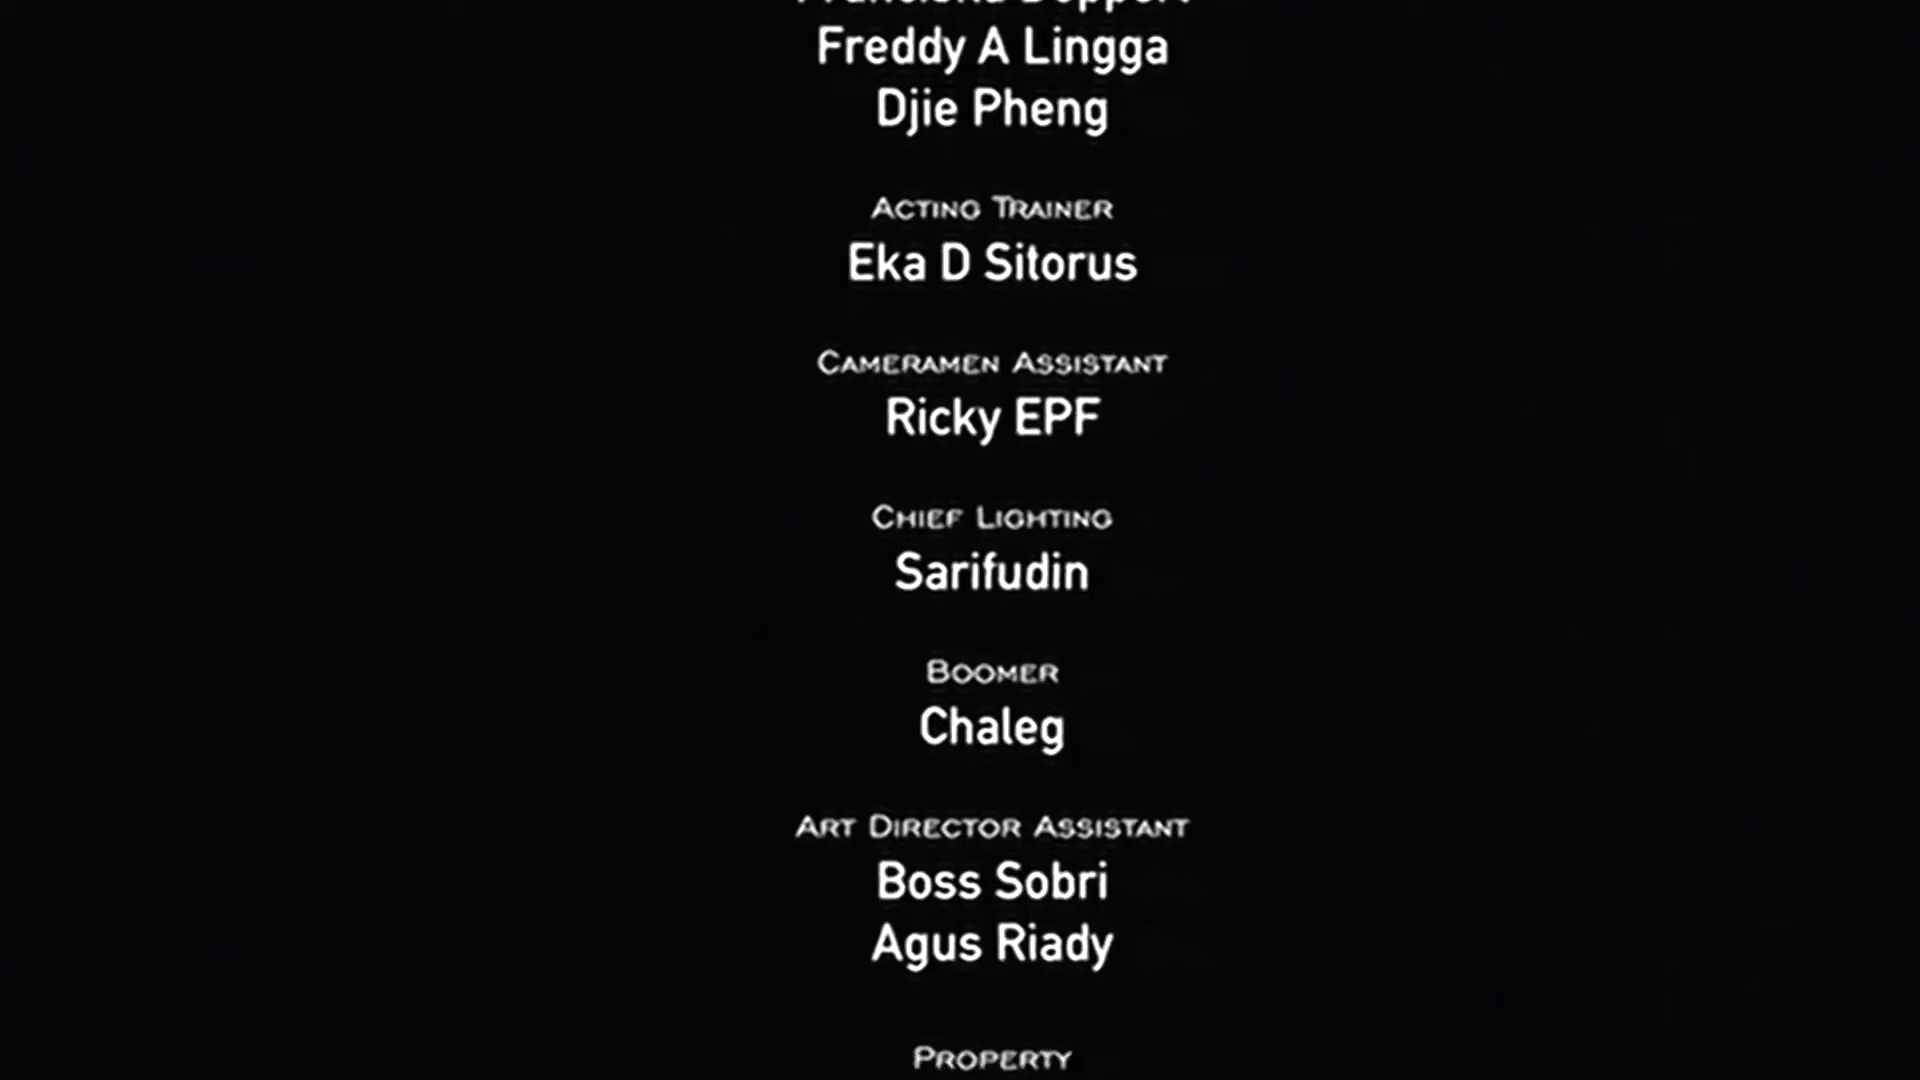 Freddy A Lingga
Djie Pheng
ACTING TRAINER
Eka D Sitorus
CAMERAMEN ASSISTANT
Ricky EPF
CHIEF LIGHTING
Sarifudin
BOOMER
Chaleg
ART DIRECTOR ASSISTANT
Boss Sobri
Agus Riady
PROPERTY